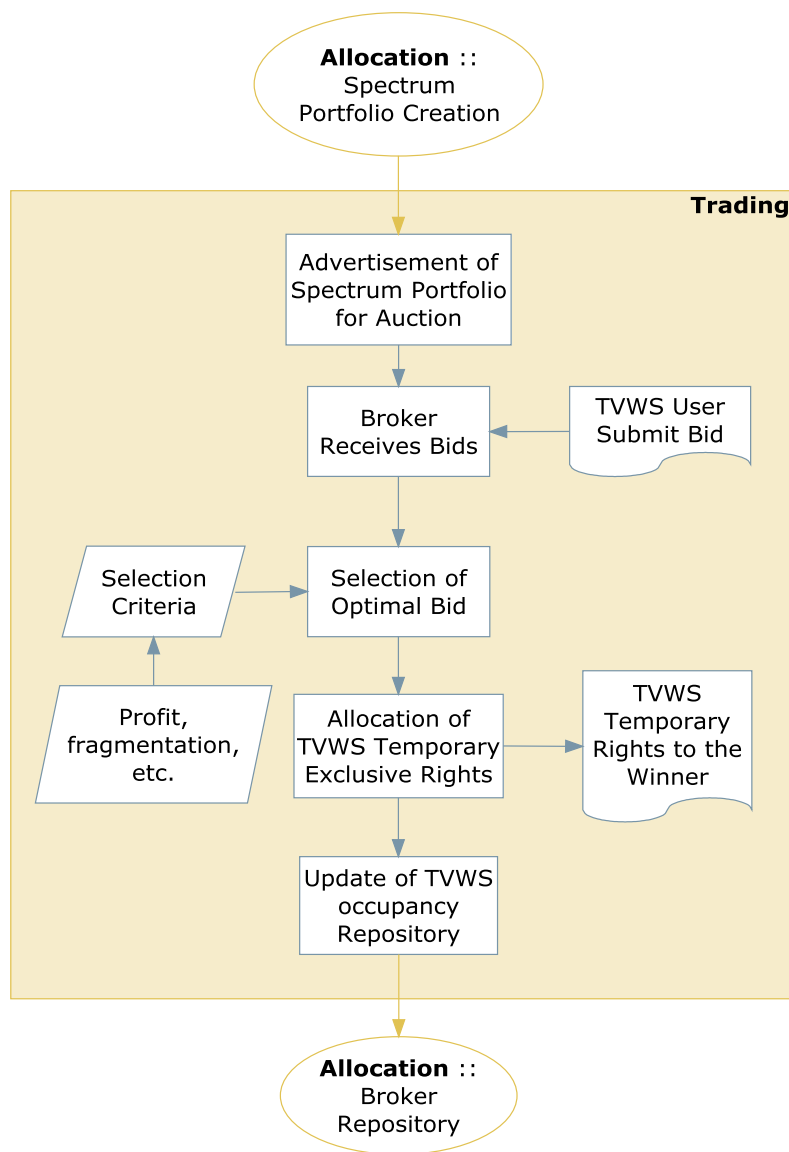 Allocation ::
Spectrum
Portfolio Creation
Trading
Advertisement of
Spectrum Portfolio
for Auction
Broker
Receives Bids
TVWS User
Submit Bid
Selection
Criteria
Selection of
Optimal Bid
Profit,
fragmentation,
etc.
Allocation of
TVWS Temporary
Exclusive Rights
TVWS
Temporary
Rights to the
Winner
Update of TVWS
occupancy
Repository
Allocation ::
Broker
Repository